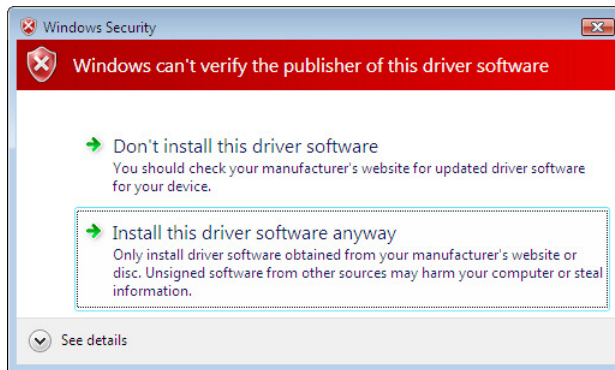 Windows Security
Windows can't verify the publisher of this driver software
Don't install this driver software
You should check your manufacturer's website for updated driver software
for your device.
Install this driver software anyway
Only install driver software obtained from your manufacturer's website or
disc. Unsigned software from other sources may harm your computer or steal
information.
See details